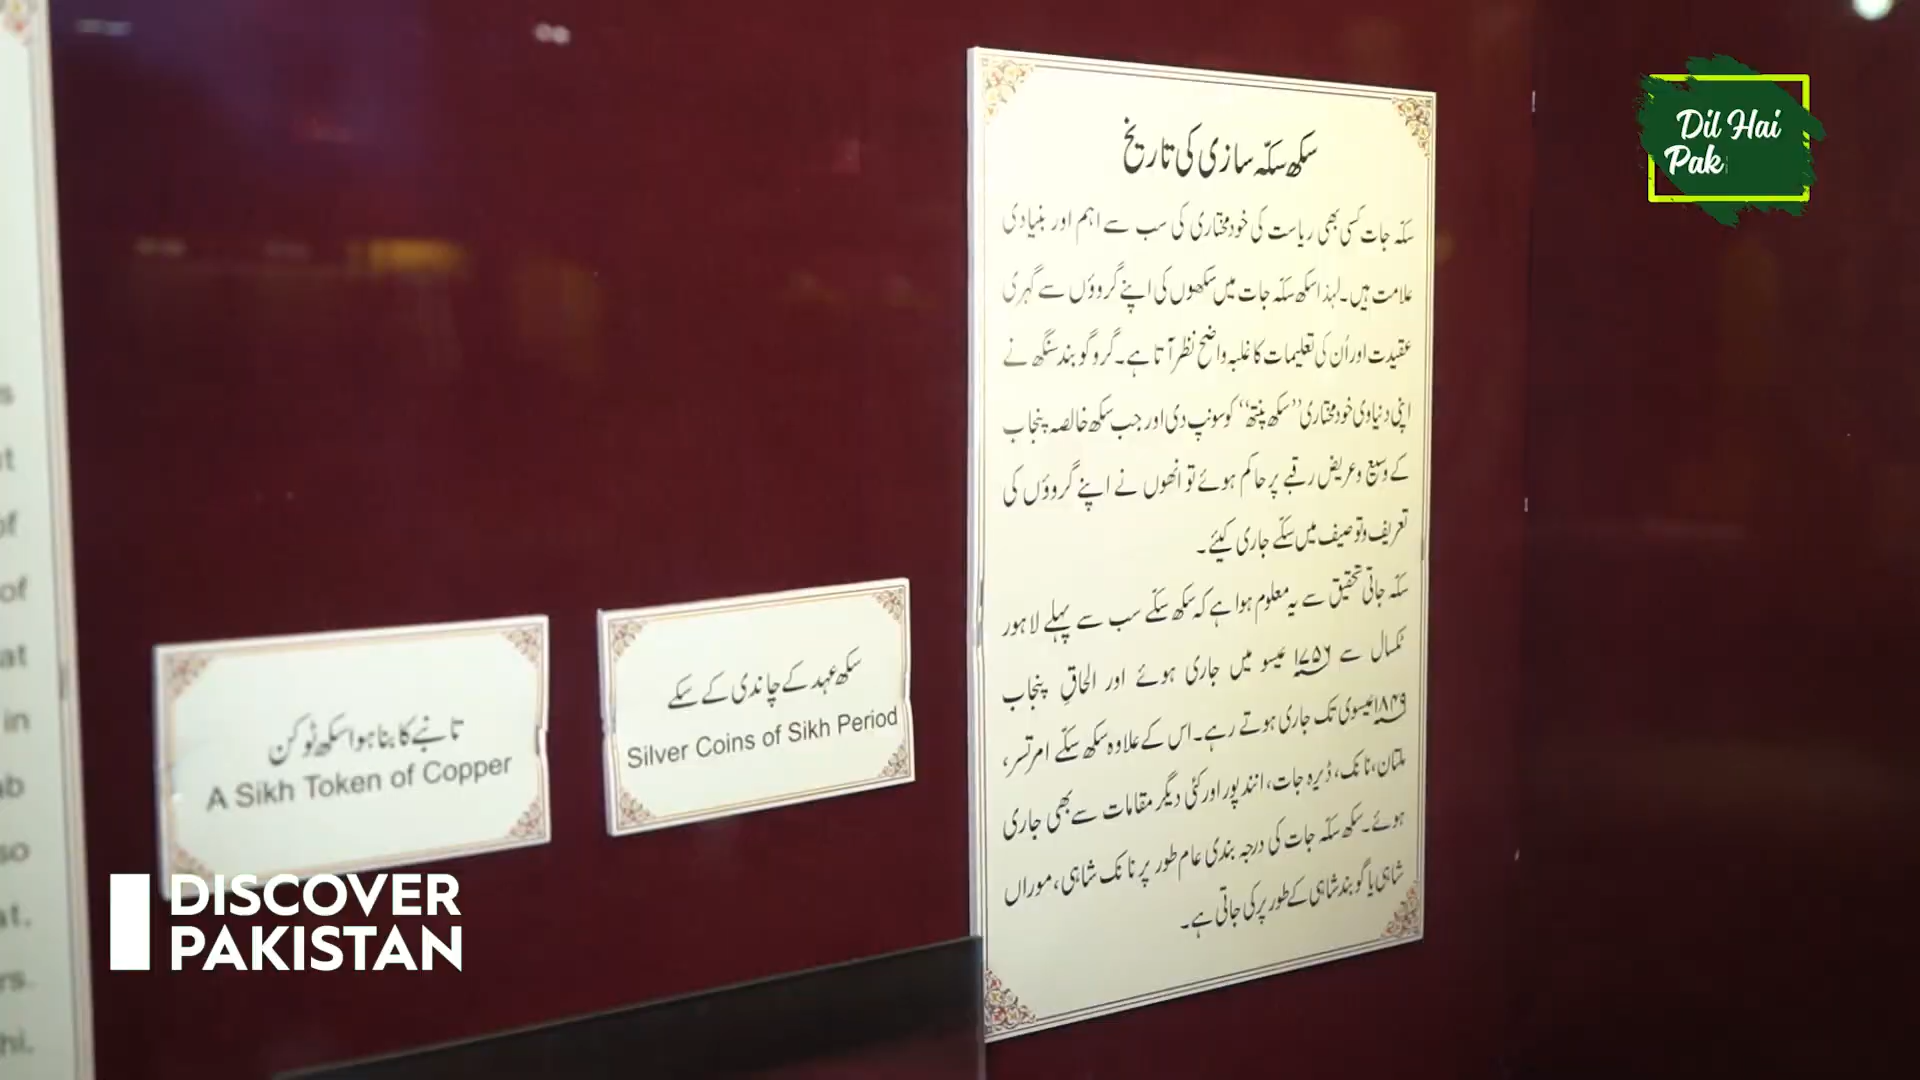 سکھ سکّہ سازی کی تاریخ
سکّہ جات کسی بھی ریاست کی خودمختاری کی سب سے اہم اور بنیادی
علامت ہیں۔ لہٰذا سکھ سکّہ جات میں سکھوں کی اپنے گروؤں سے گہری
عقیدت اور اُن کی تعلیمات کا غلبہ واضح نظر آتا ہے۔ گرو گوبند سنگھ نے
اپنی دنیاوی خودمختاری ”سکھ پنتھ“ کو سونپ دی اور جب سکھ خالصہ پنجاب
کے وسیع و عریض رقبے پر حاکم ہوئے تو انھوں نے اپنے گروؤں کی
تعریف و توصیف میں سکّے جاری کیئے۔
سکّہ جاتی تحقیق سے یہ معلوم ہوا ہے کہ سکھ سکّے سب سے پہلے لاہور
ٹکسال سے ۱۷۵۶ عیسو میں جاری ہوئے اور الحاقِ پنجاب
۱۸۴۹ عیسوی تک جاری ہوتے رہے۔ اس کے علاوہ سکھ سکّے امرتسر،
ملتان، نانک، ڈیرہ جات، انندپور اور کئی دیگر مقامات سے بھی جاری
ہوئے۔ سکھ سکّہ جات کی درجہ بندی عام طور پر نانک شاہی، موراں
شاہی یا گوبند شاہی کے طور پر کی جاتی ہے۔
سکھ عہد کے چاندی کے سکے
Silver Coins of Sikh Period
تانبے کا بنا ہوا سکھ ٹوکن
A Sikh Token of Copper
Dil Hai
Pak
DISCOVER
PAKISTAN
of
at
in
so